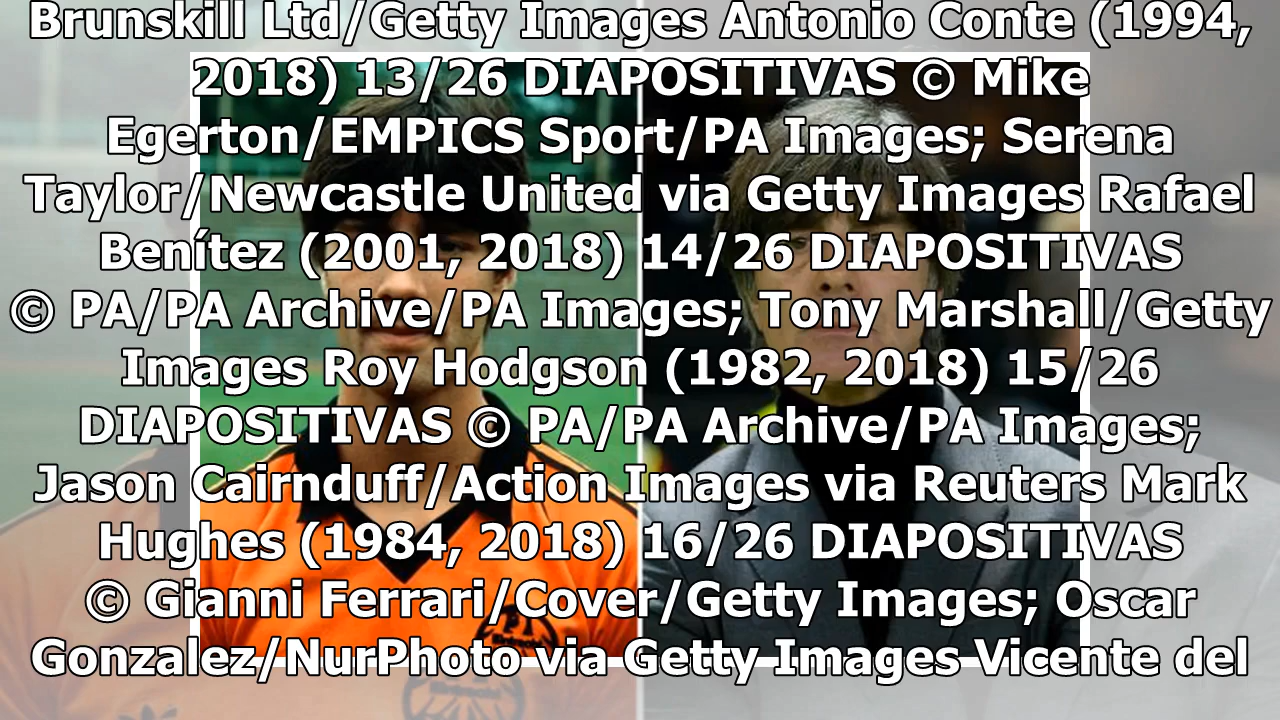 Brunskill Ltd/Getty Images Antonio Conte (1994,
2018) 13/26 DIAPOSITIVAS © Mike
Egerton/EMPICS Sport/PA Images; Serena
Taylor/Newcastle United via Getty Images Rafael
Benítez (2001, 2018) 14/26 DIAPOSITIVAS
© PA/PA Archive/PA Images; Tony Marshall/Getty
Images Roy Hodgson (1982, 2018) 15/26
DIAPOSITIVAS © PA/PA Archive/PA Images;
Jason Cairnduff/Action Images via Reuters Mark
Hughes (1984, 2018) 16/26 DIAPOSITIVAS
© Gianni Ferrari/Cover/Getty Images; Oscar
Gonzalez/NurPhoto via Getty Images Vicente del